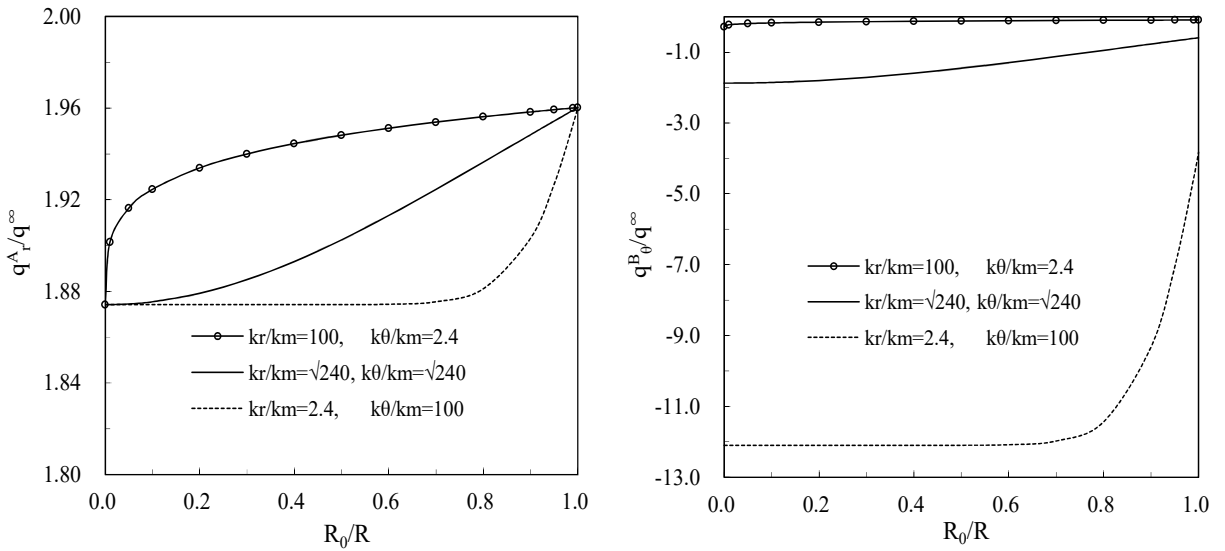 2.00
1.96
1.92
1.88
1.84
1.80
q^A_r/q^∞
kr/km=100, kθ/km=2.4
kr/km=√240, kθ/km=√240
kr/km=2.4, kθ/km=100
0.0 0.2 0.4 0.6 0.8 1.0
R_0/R
-1.0
-3.0
-5.0
-7.0
-9.0
-11.0
-13.0
q^B_θ/q^∞
kr/km=100, kθ/km=2.4
kr/km=√240, kθ/km=√240
kr/km=2.4, kθ/km=100
0.0 0.2 0.4 0.6 0.8 1.0
R_0/R